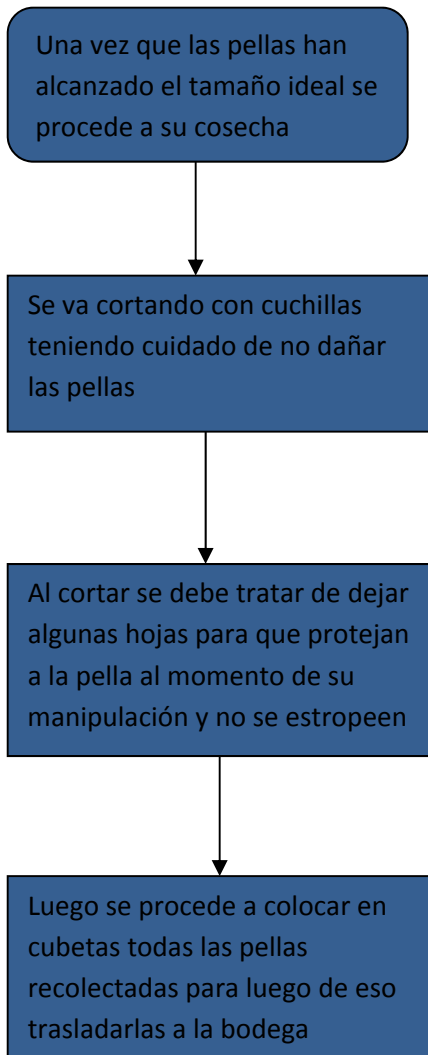 Una vez que las pellas han
alcanzado el tamaño ideal se
procede a su cosecha
Se va cortando con cuchillas
teniendo cuidado de no dañar
las pellas
Al cortar se debe tratar de dejar
algunas hojas para que protejan
a la pella al momento de su
manipulación y no se estropeen
Luego se procede a colocar en
cubetas todas las pellas
recolectadas para luego de eso
trasladarlas a la bodega